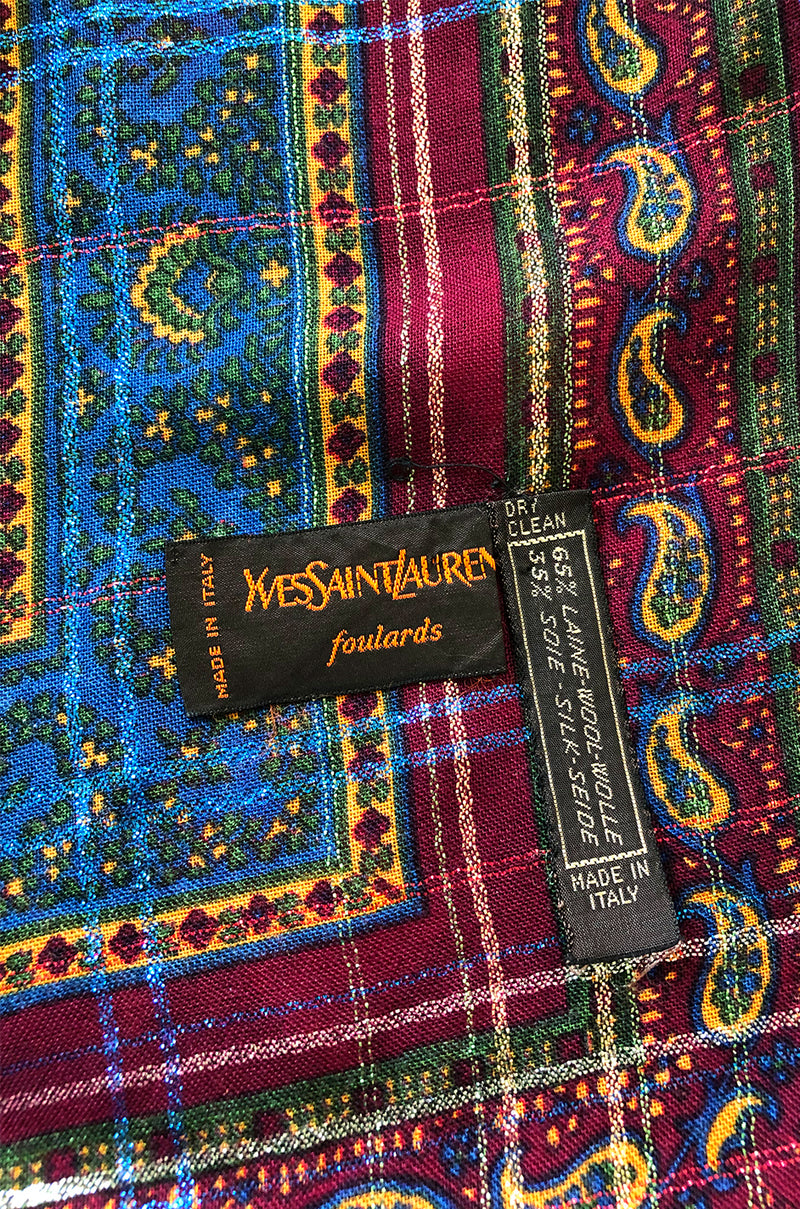 MADE IN ITALY
YVESSAINTLAUREN
foulards
DRY
CLEAN
65% LAINE-WOOL-WOLLE
35% SOIE-SILK-SEIDE
MADE IN
ITALY